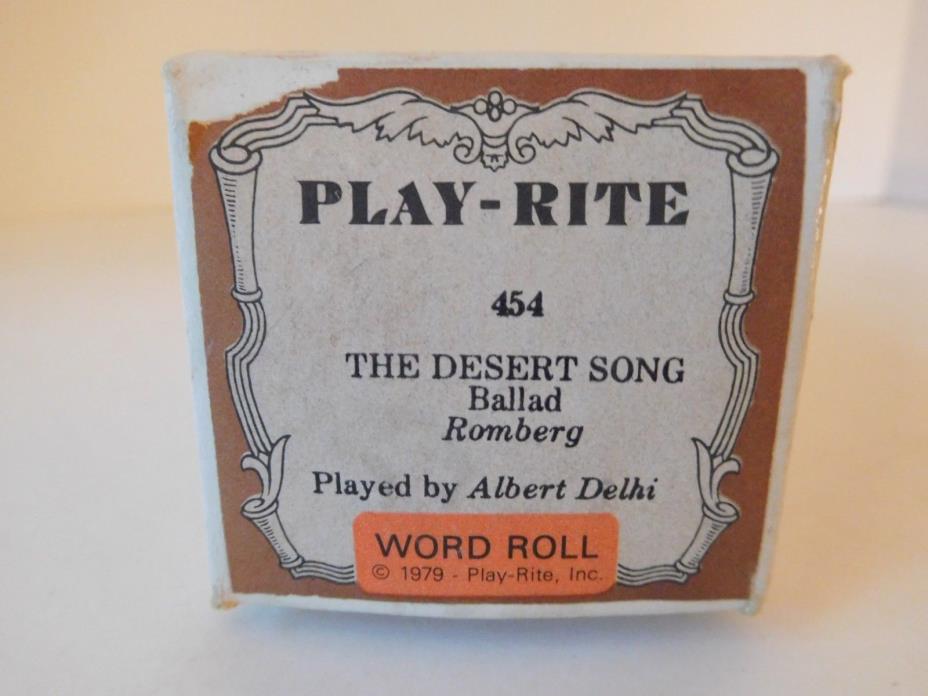 PLAY-RITE
454
THE DESERT SONG
Ballad
Romberg
Played by Albert Delhi
WORD ROLL
© 1979 - Play-Rite, Inc.